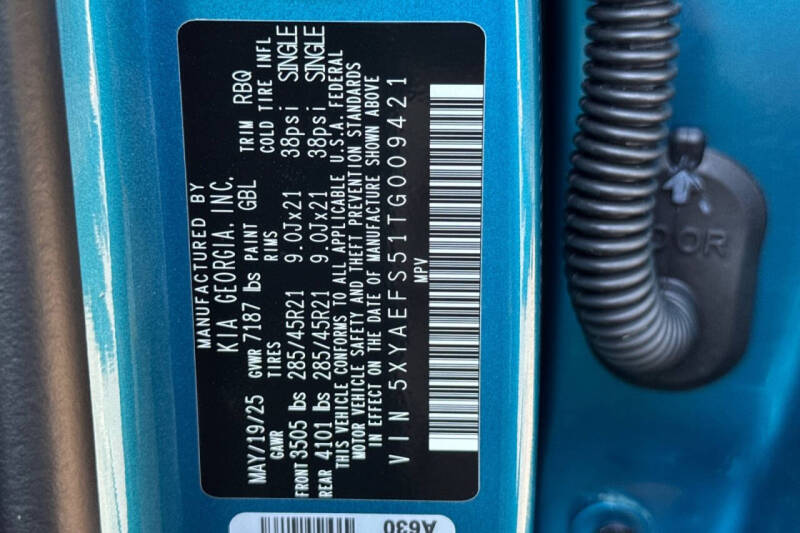 MANUFACTURED BY
KIA GEORGIA, INC.
MAY/19/25 GVWR 7187 lbs PAINT GBL TRIM RBQ
GAWR TIRES RIMS COLD TIRE INFL
FRONT 3505 lbs 285/45R21 9.0Jx21 38psi SINGLE
REAR 4101 lbs 285/45R21 9.0Jx21 38psi SINGLE
THIS VEHICLE CONFORMS TO ALL APPLICABLE U.S.A. FEDERAL
MOTOR VEHICLE SAFETY AND THEFT PREVENTION STANDARDS
IN EFFECT ON THE DATE OF MANUFACTURE SHOWN ABOVE
VIN 5XYAEFS51TG009421
MPV
A630
DOOR